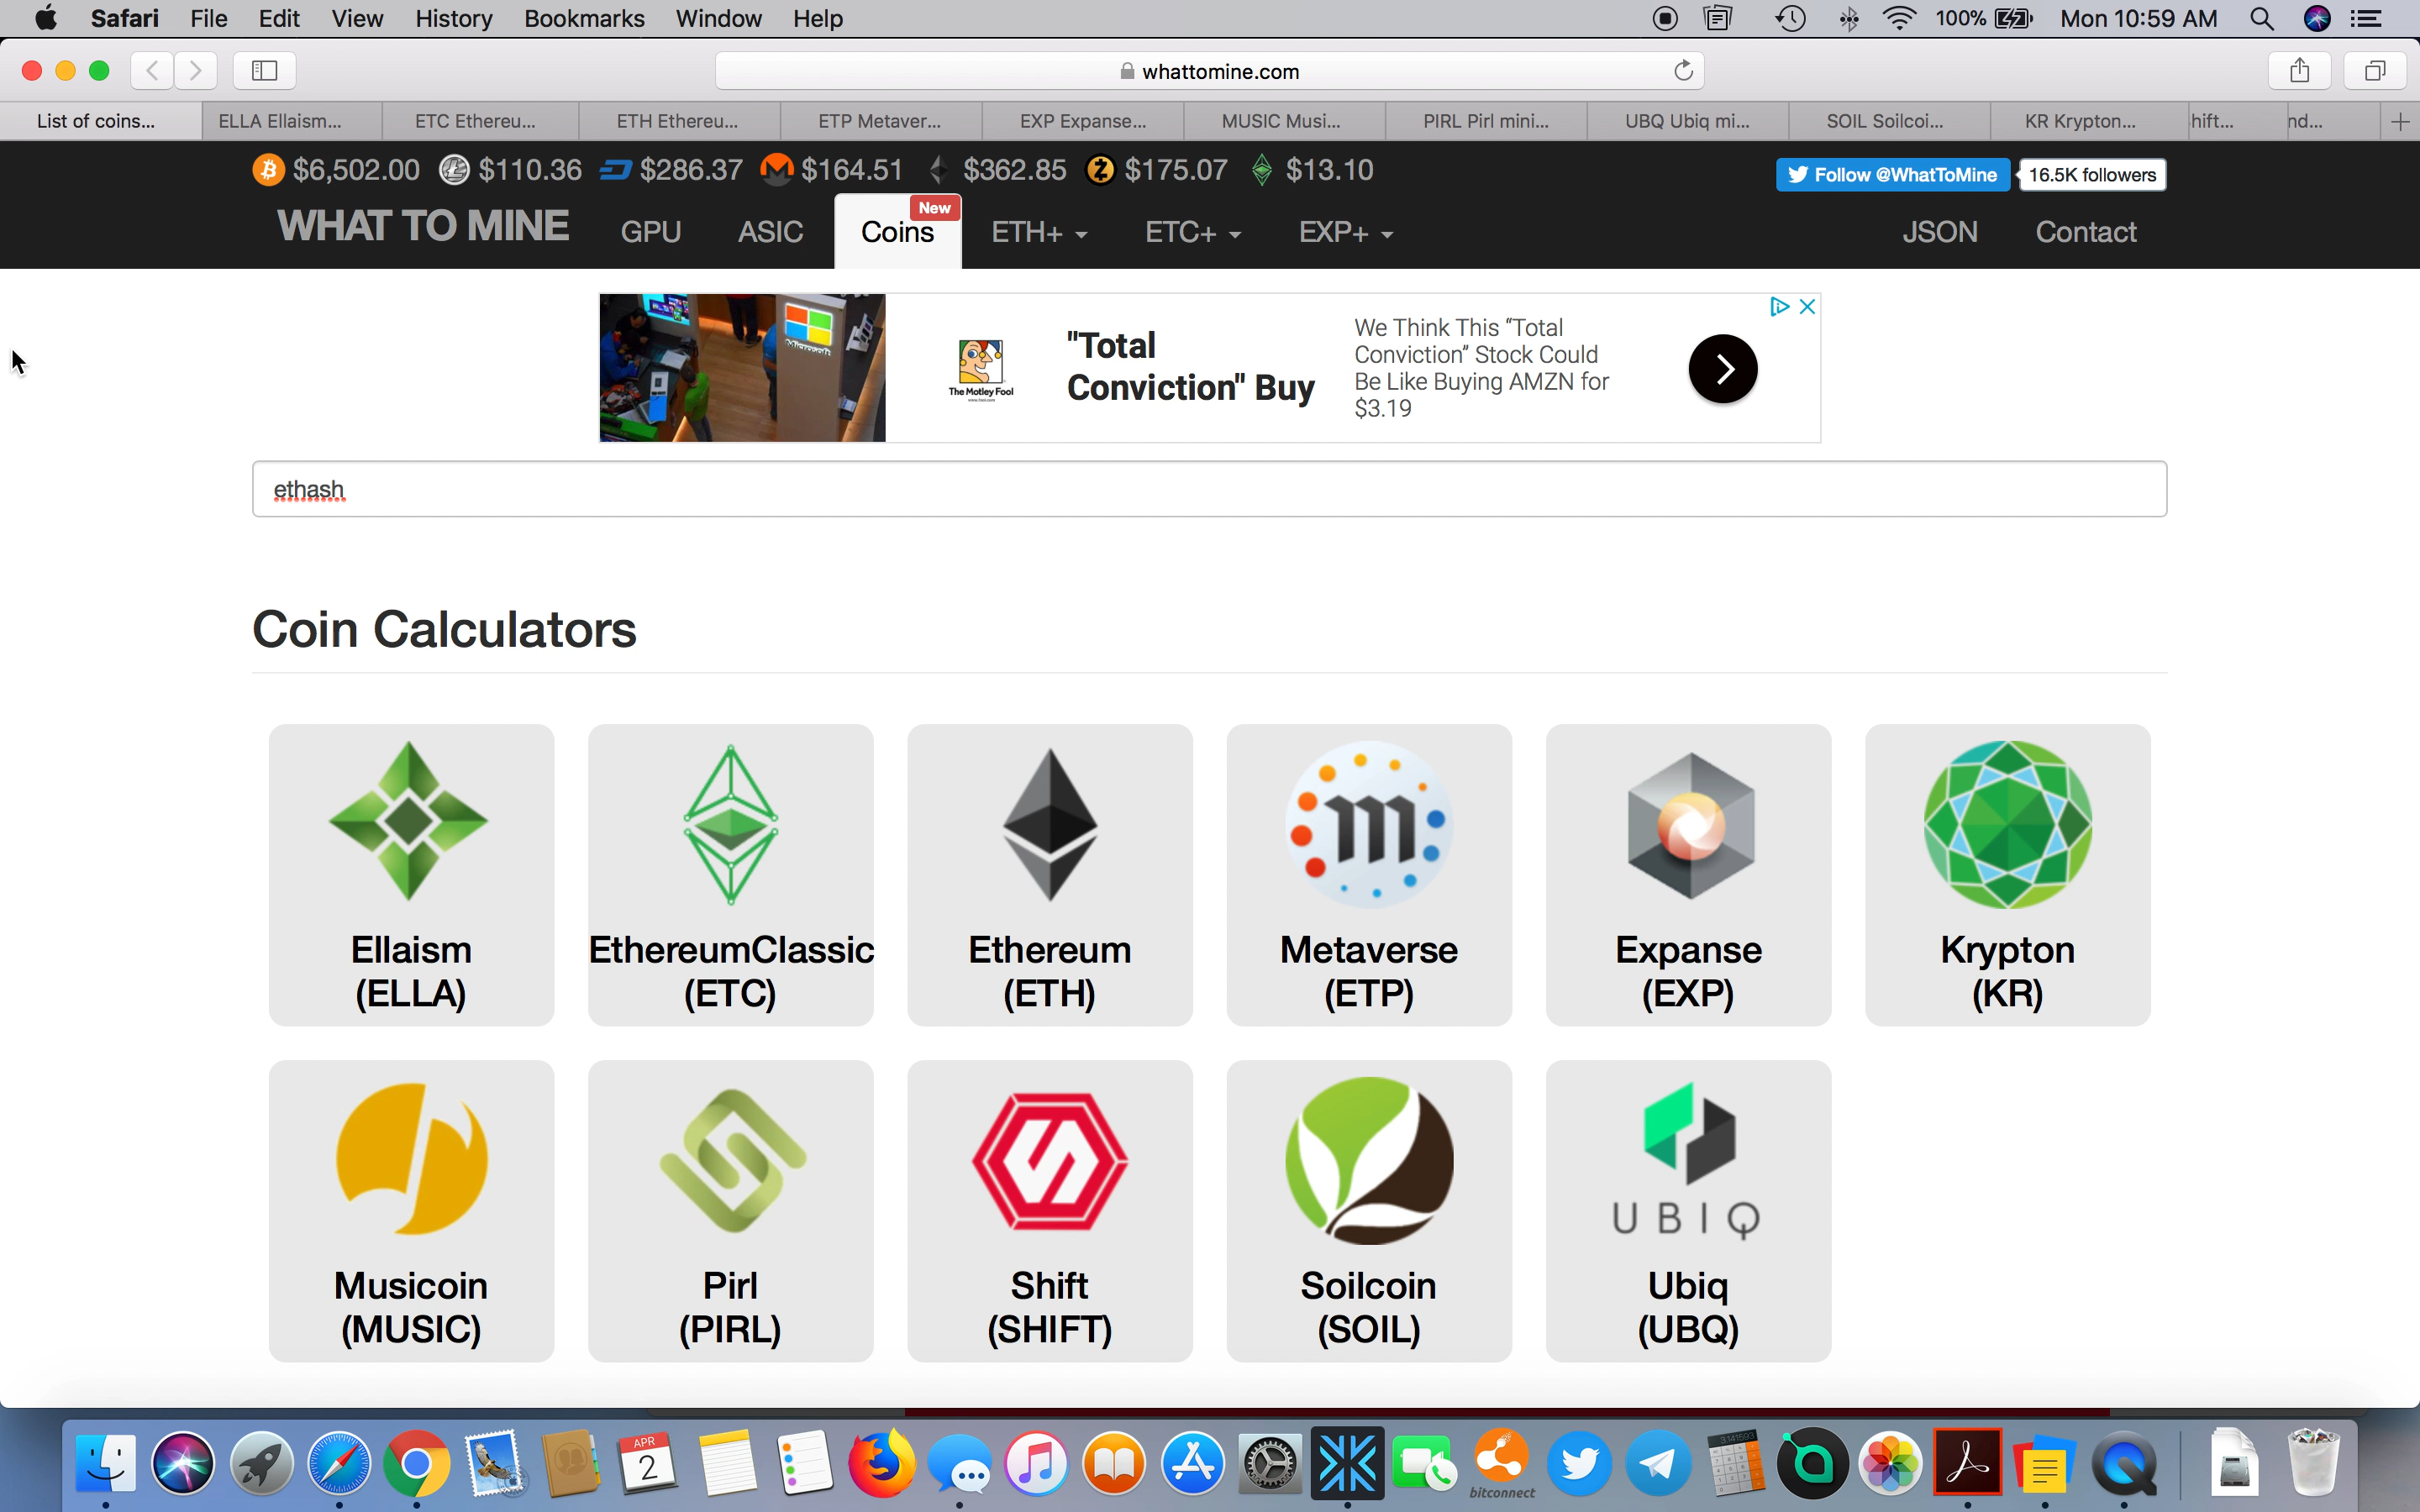 Safari File Edit View History Bookmarks Window Help 100% Mon 10:59 AM
whattomine.com
List of coins... ELLA Ellaism... ETC Ethereu... ETH Ethereu... ETP Metaver... EXP Expanse... MUSIC Musi... PIRL Pirl mini... UBQ Ubiq mi... SOIL Soilcoi... KR Krypton... hift... nd...
$6,502.00 $110.36 $286.37 $164.51 $362.85 $175.07 $13.10 Follow @WhatToMine 16.5K followers
New
WHAT TO MINE GPU ASIC Coins ETH+ ETC+ EXP+ JSON Contact
Microsoft
The Motley Fool
"Total
Conviction" Buy
We Think This "Total
Conviction" Stock Could
Be Like Buying AMZN for
$3.19
ethash
Coin Calculators
Ellaism
(ELLA)
EthereumClassic
(ETC)
Ethereum
(ETH)
Metaverse
(ETP)
Expanse
(EXP)
Krypton
(KR)
Musicoin
(MUSIC)
Pirl
(PIRL)
Shift
(SHIFT)
Soilcoin
(SOIL)
UBIQ
Ubiq
(UBQ)
APR
2
bitconnect
3.141593